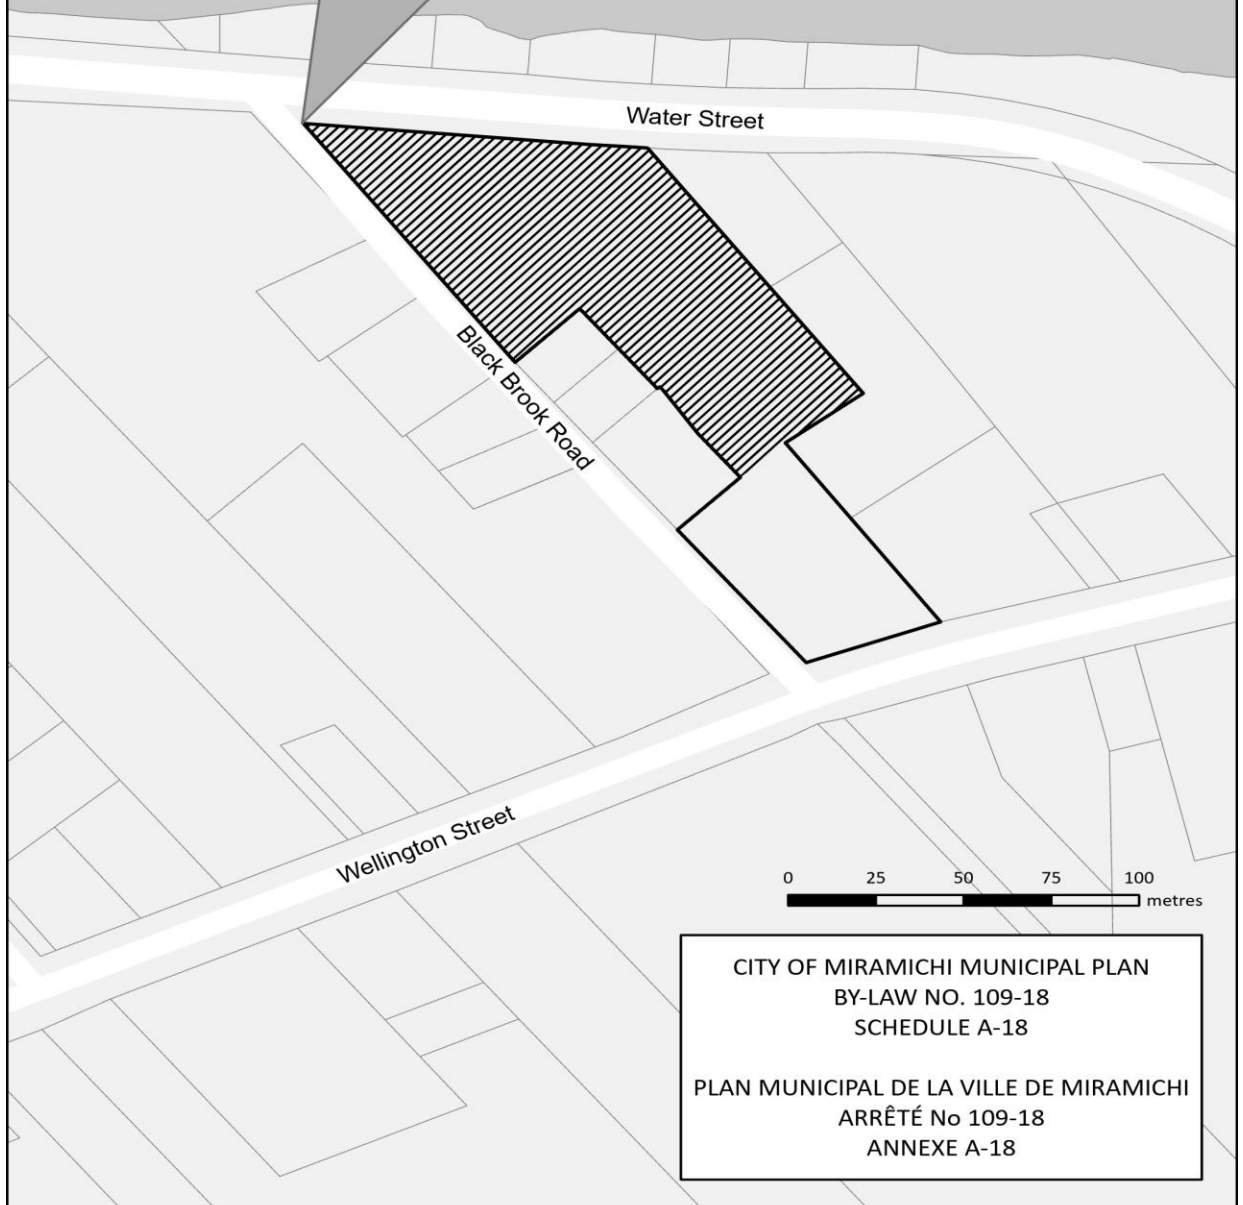 Water Street
Black Brook Road
Wellington Street
0 25 50 75 100
metres
CITY OF MIRAMICHI MUNICIPAL PLAN
BY-LAW NO. 109-18
SCHEDULE A-18
PLAN MUNICIPAL DE LA VILLE DE MIRAMICHI
ARRÊTÉ No 109-18
ANNEXE A-18